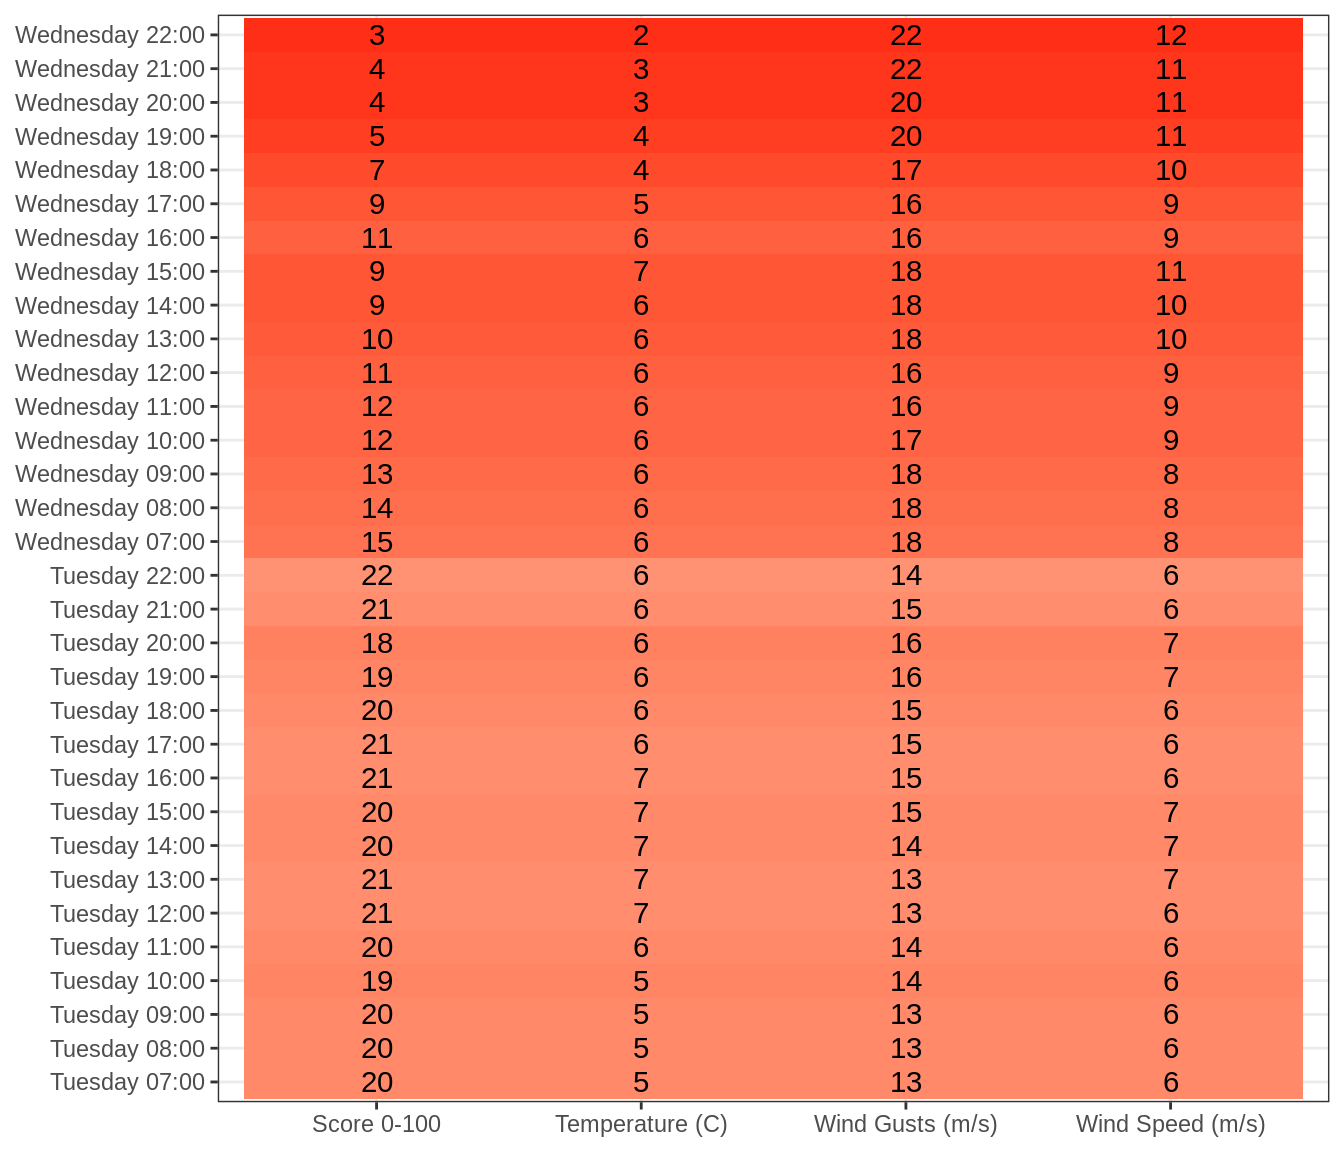 Wednesday 22:00 3 2 22 12
Wednesday 21:00 4 3 22 11
Wednesday 20:00 4 3 20 11
Wednesday 19:00 5 4 20 11
Wednesday 18:00 7 4 17 10
Wednesday 17:00 9 5 16 9
Wednesday 16:00 11 6 16 9
Wednesday 15:00 9 7 18 11
Wednesday 14:00 9 6 18 10
Wednesday 13:00 10 6 18 10
Wednesday 12:00 11 6 16 9
Wednesday 11:00 12 6 16 9
Wednesday 10:00 12 6 17 9
Wednesday 09:00 13 6 18 8
Wednesday 08:00 14 6 18 8
Wednesday 07:00 15 6 18 8
Tuesday 22:00 22 6 14 6
Tuesday 21:00 21 6 15 6
Tuesday 20:00 18 6 16 7
Tuesday 19:00 19 6 16 7
Tuesday 18:00 20 6 15 6
Tuesday 17:00 21 6 15 6
Tuesday 16:00 21 7 15 6
Tuesday 15:00 20 7 15 7
Tuesday 14:00 20 7 14 7
Tuesday 13:00 21 7 13 7
Tuesday 12:00 21 7 13 6
Tuesday 11:00 20 6 14 6
Tuesday 10:00 19 5 14 6
Tuesday 09:00 20 5 13 6
Tuesday 08:00 20 5 13 6
Tuesday 07:00 20 5 13 6
Score 0-100 Temperature (C) Wind Gusts (m/s) Wind Speed (m/s)